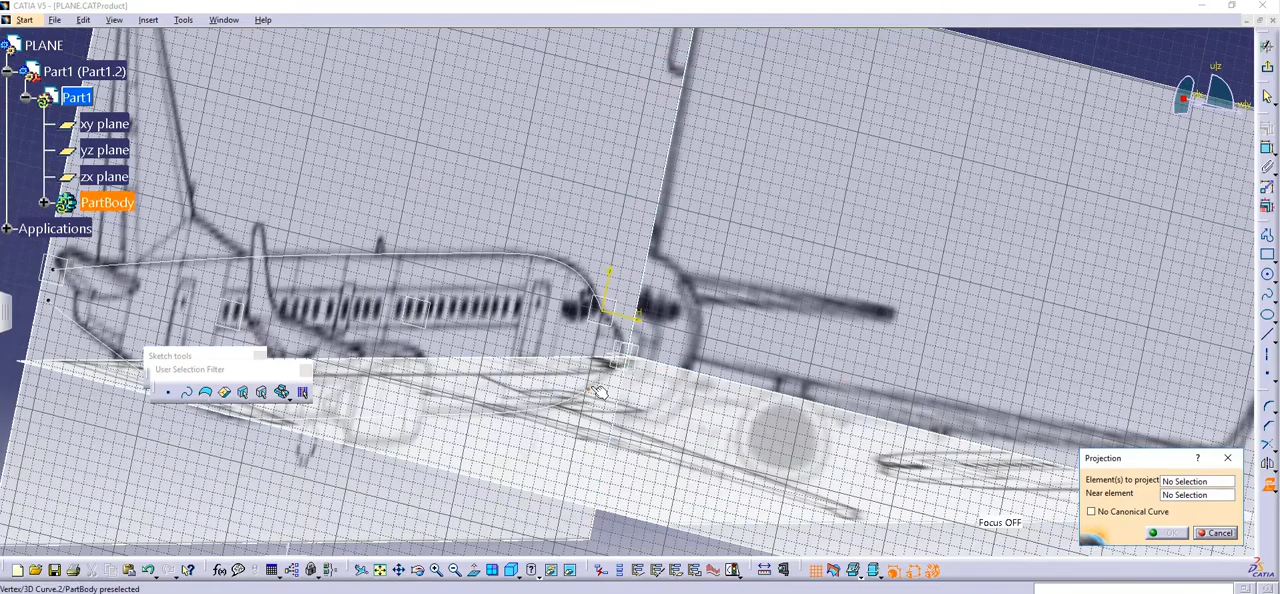 CATIA V5 - [PLANE.CATProduct]
Start File Edit View Insert Tools Window Help
PLANE
Part1 (Part1.2)
Part1
xy plane
yz plane
zx plane
PartBody
Applications
u|z
H
Sketch tools
User Selection Filter
Projection ?
Element(s) to project No Selection
Near element No Selection
No Canonical Curve
OK Cancel
Focus OFF
f(x)
CATIA
Vertex/3D Curve.2/PartBody preselected